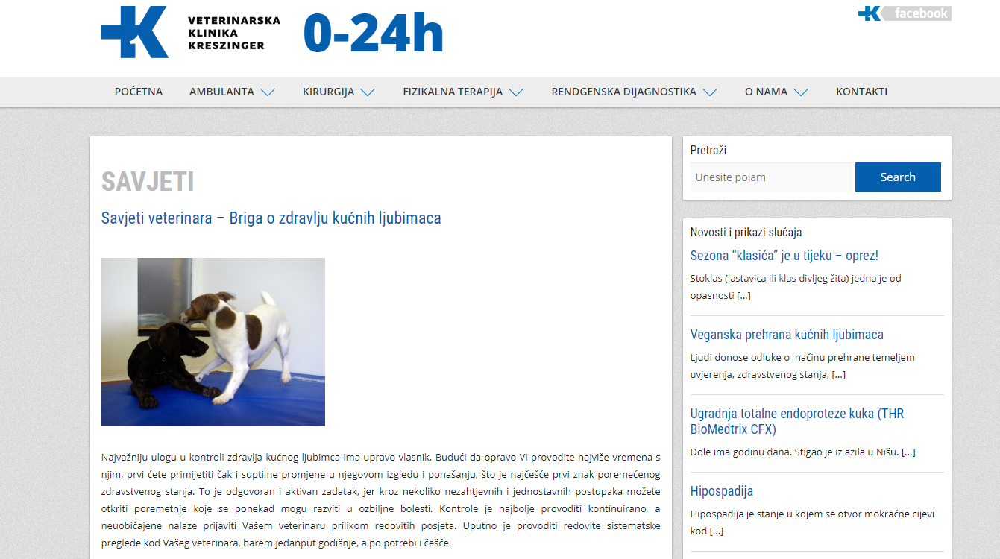 VETERINARSKA
KLINIKA
KRESZINGER
0-24h
facebook
POČETNA
AMBULANTA
KIRURGIJA
FIZIKALNA TERAPIJA
RENDGENSKA DIJAGNOSTIKA
O NAMA
KONTAKTI
SAVJETI
Savjeti veterinara – Briga o zdravlju kućnih ljubimaca
Najvažniju ulogu u kontroli zdravlja kućnog ljubimca ima upravo vlasnik. Budući da opravo Vi provodite najviše vremena s
njim, prvi ćete primijetiti čak i suptilne promjene u njegovom izgledu i ponašanju, što je najčešće prvi znak poremećenog
zdravstvenog stanja. To je odgovoran i aktivan zadatak, jer kroz nekoliko nezahtjevnih i jednostavnih postupaka možete
otkriti poremetnje koje se ponekad mogu razviti u ozbiljne bolesti. Kontrole je najbolje provoditi kontinuirano, a
neuobičajene nalaze prijaviti Vašem veterinaru prilikom redovitih posjeta. Uputno je provoditi redovite sistematske
preglede kod Vašeg veterinara, barem jedanput godišnje, a po potrebi i češće.
Pretraži
Unesite pojam
Search
Novosti i prikazi slučaja
Sezona “klasića” je u tijeku – oprez!
Stoklas (lastavica ili klas divljeg žita) jedna je od
opasnosti [...]
Veganska prehrana kućnih ljubimaca
Ljudi donose odluke o  načinu prehrane temeljem
uvjerenja, zdravstvenog stanja, [...]
Ugradnja totalne endoproteze kuka (THR
BioMedtrix CFX)
Đole ima godinu dana. Stigao je iz azila u Nišu. [...]
Hipospadija
Hipospadija je stanje u kojem se otvor mokraćne cijevi
kod [...]